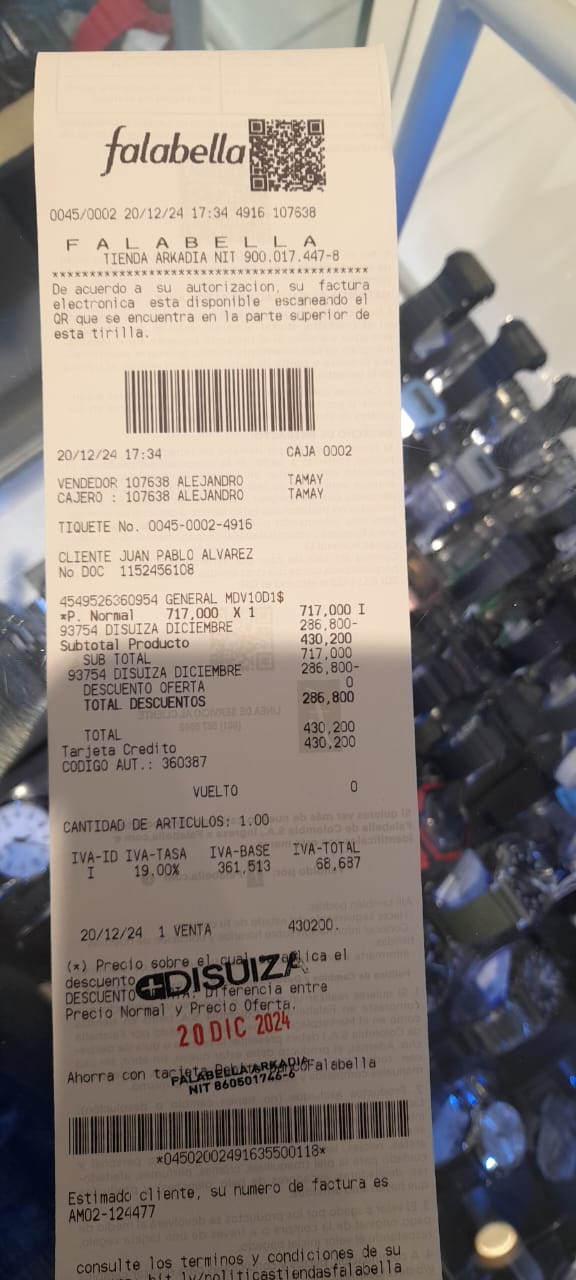 falabella
0045/0002 20/12/24 17:34 4916 107638
F A L A B E L L A
TIENDA ARKADIA NIT 900.017.447-8
****************************************
De acuerdo a su autorizacion, su factura
electronica esta disponible escaneando el
QR que se encuentra en la parte superior de
esta tirilla.
20/12/24 17:34 CAJA 0002
VENDEDOR 107638 ALEJANDRO TAMAY
CAJERO : 107638 ALEJANDRO TAMAY
TIQUETE No. 0045-0002-4916
CLIENTE JUAN PABLO ALVAREZ
No DOC 1152456108
4549526360954 GENERAL MDV10D1$
*P. Normal 717,000 X 1 717,000 I
93754 DISUIZA DICIEMBRE 286,800-
Subtotal Producto 430,200
SUB TOTAL 717,000
93754 DISUIZA DICIEMBRE 286,800-
DESCUENTO OFERTA 0
TOTAL DESCUENTOS 286,800
TOTAL 430,200
Tarjeta Credito 430,200
CODIGO AUT.: 360387
VUELTO 0
CANTIDAD DE ARTICULOS: 1.00
IVA-ID IVA-TASA IVA-BASE IVA-TOTAL
I 19,00% 361,513 68,687
20/12/24 1 VENTA 430200.
(*) Precio sobre el cual se aplica el
descuento
DISUIZA
DESCUENTO Diferencia entre
Precio Normal y Precio Oferta.
20 DIC 2024
Ahorra con tarjeta Falabella
FALABELLA ARKADIA
NIT 860501746-6
*04502002491635500118*
Estimado cliente, su numero de factura es
AM02-124477
consulte los terminos y condiciones de su
bit.ly/politicastiendasfalabella